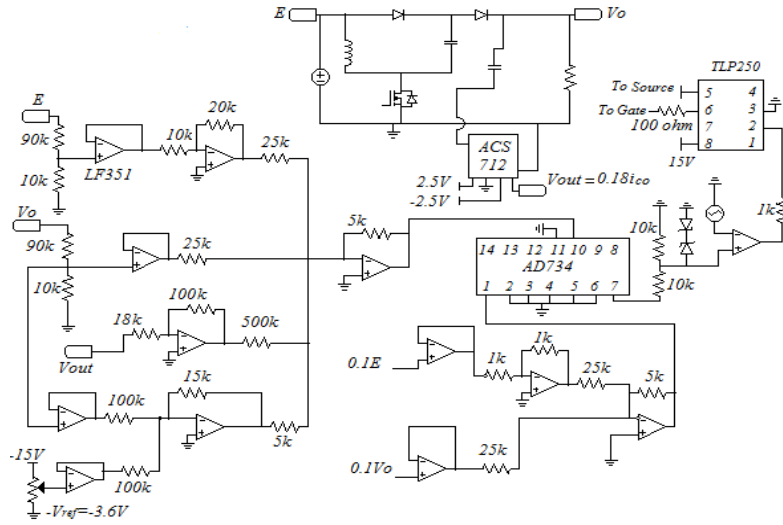 E
Vo
TLP250
To Source
5
4
To Gate
6
3
100 ohm
7
2
15V
8
1
E
90k
10k
LF351
10k
20k
25k
ACS
712
2.5V
-2.5V
Vout = 0.18ico
1k
Vo
90k
10k
25k
5k
14 13 12 11 10 9 8
AD734
1 2 3 4 5 6 7
10k
10k
18k
100k
500k
Vout
0.1E
1k
1k
25k
5k
100k
15k
5k
0.1Vo
25k
-15V
100k
-Vref=-3.6V
- +
- +
- +
- +
- +
- +
- +
- +
- +
- +
- +
- +
- +